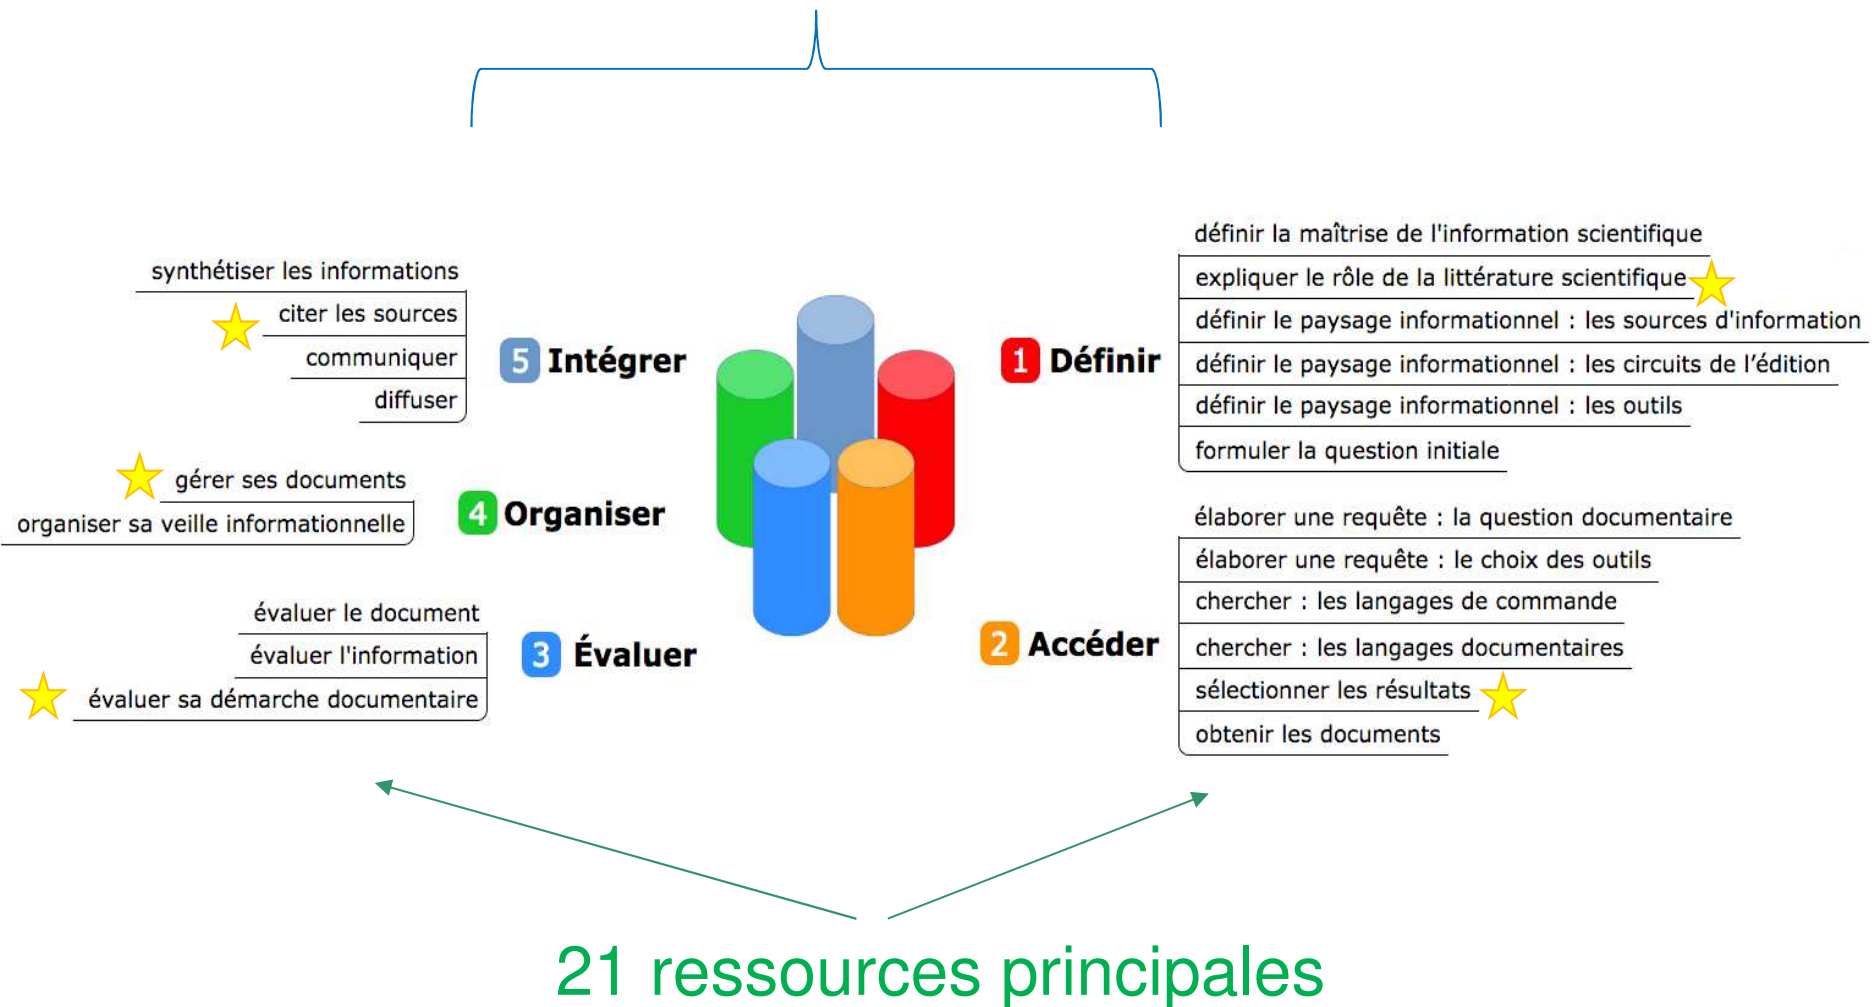 définir la maîtrise de l'information scientifique
expliquer le rôle de la littérature scientifique
définir le paysage informationnel : les sources d'information
définir le paysage informationnel : les circuits de l’édition
définir le paysage informationnel : les outils
formuler la question initiale
1 Définir
élaborer une requête : la question documentaire
élaborer une requête : le choix des outils
chercher : les langages de commande
chercher : les langages documentaires
sélectionner les résultats
obtenir les documents
2 Accéder
évaluer le document
évaluer l'information
évaluer sa démarche documentaire
3 Évaluer
gérer ses documents
organiser sa veille informationnelle
4 Organiser
synthétiser les informations
citer les sources
communiquer
diffuser
5 Intégrer
21 ressources principales